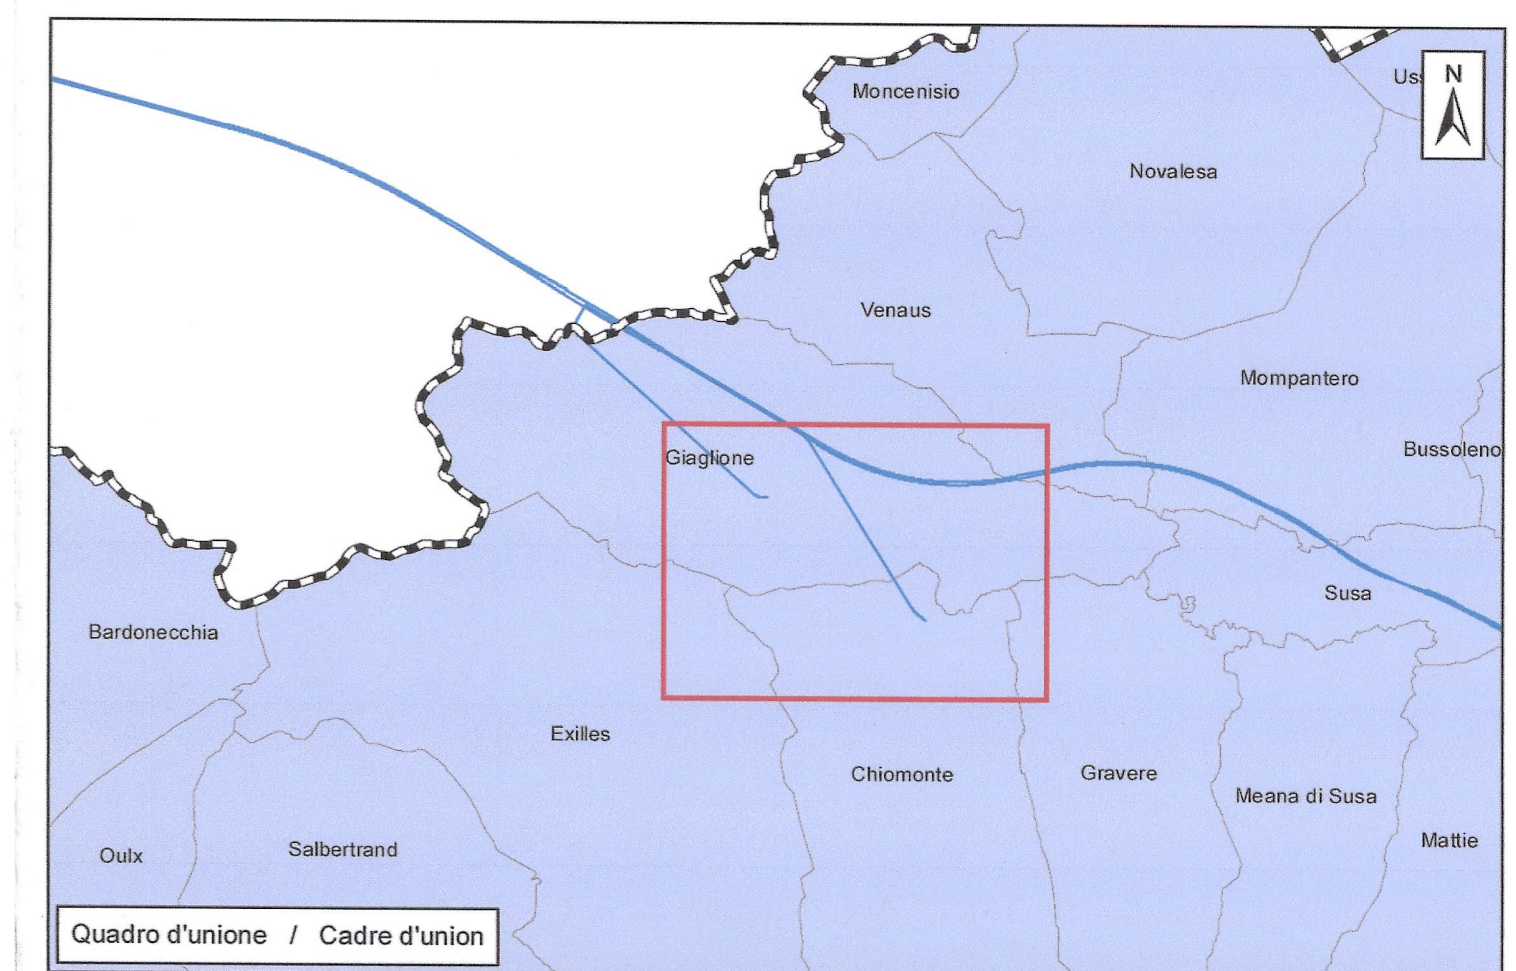 Moncenisio
Us
N
Novalesa
Venaus
Mompantero
Bussoleno
Giaglione
Susa
Bardonecchia
Exilles
Chiomonte
Gravere
Meana di Susa
Mattie
Oulx
Salbertrand
Quadro d'unione / Cadre d'union